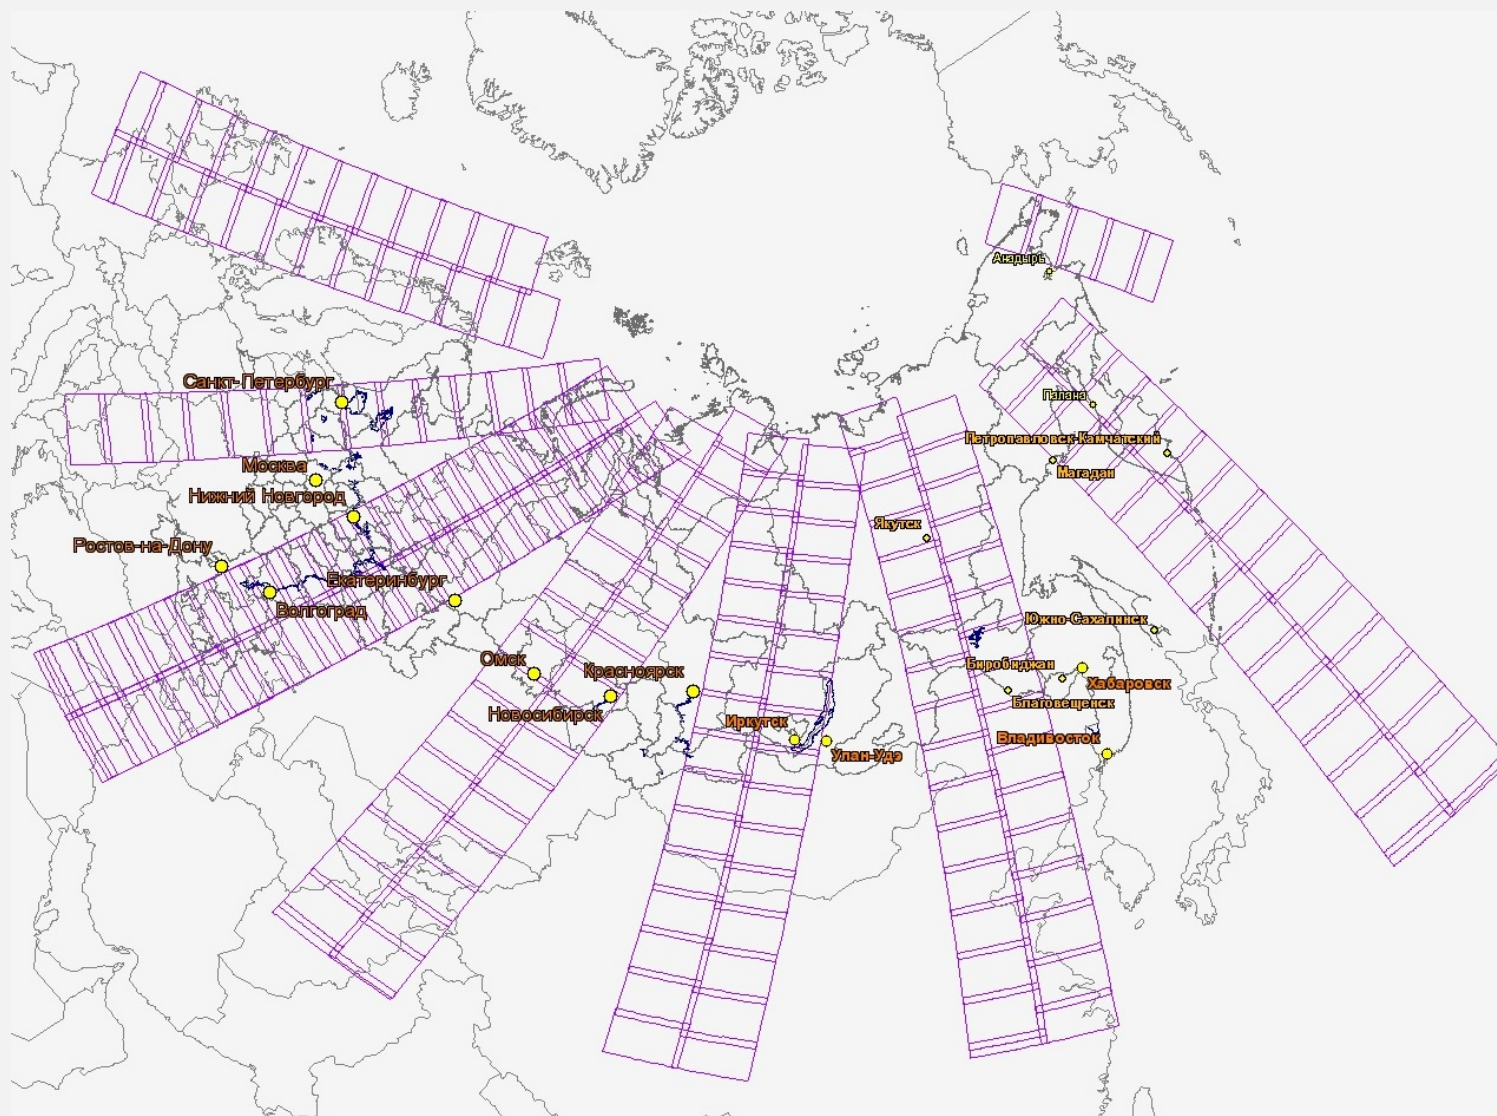 Анадырь
Санкт-Петербург
Палана
Петропавловск-Камчатский
Москва
Магадан
Нижний Новгород
Якутск
Ростов-на-Дону
Екатеринбург
Волгоград
Южно-Сахалинск
Омск
Красноярск
Биробиджан
Хабаровск
Новосибирск
Благовещенск
Иркутск
Владивосток
Улан-Удэ